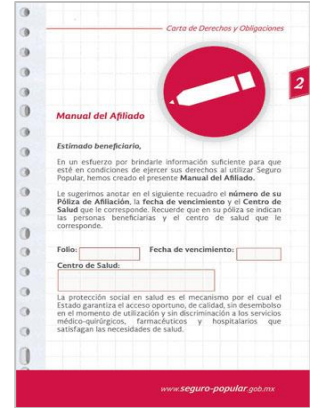 Carta de Derechos y Obligaciones
2
Manual del Afiliado
Estimado beneficiario,
En un esfuerzo por brindarle información suficiente para que
esté en condiciones de ejercer sus derechos al utilizar Seguro
Popular, hemos creado el presente Manual del Afiliado.
Le sugerimos anotar en el siguiente recuadro el número de su
Póliza de Afiliación, la fecha de vencimiento y el Centro de
Salud que le corresponde. Recuerde que en su póliza se indican
las personas beneficiarias y el centro de salud que le
corresponde.
Folio: Fecha de vencimiento:
Centro de Salud:
La protección social en salud es el mecanismo por el cual el
Estado garantiza el acceso oportuno, de calidad, sin desembolso
en el momento de utilización y sin discriminación a los servicios
médico-quirúrgicos, farmacéuticos y hospitalarios que
satisfagan las necesidades de salud.
www.seguro-popular.gob.mx